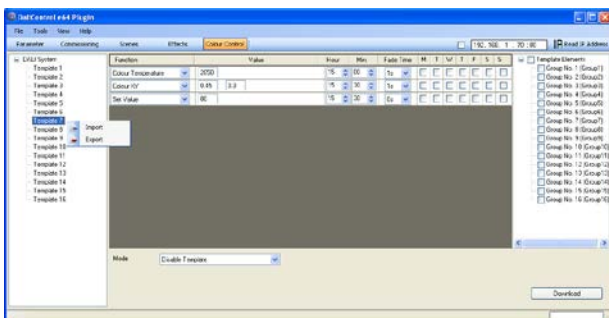 DaliControl e64 Plugin
File Tools View Help
Parameter Commissioning Scenes Effects Colour Control 192. 168. 1 . 70 : 80 Read IP Address
DALI System
Template 1
Template 2
Template 3
Template 4
Template 5
Template 6
Template 7
Template 8
Template 9
Template 10
Template 11
Template 12
Template 13
Template 14
Template 15
Template 16
Import
Export
Function Value Hour Min Fade Time M T W T F S S
Colour Temperature 15 00 1s
Colour XY 0.45 15 1s
Set Value 80 15
Mode Disable Template
Template Elements
Group No. 1 (Group1)
Group No. 2 (Group2)
Group No. 3 (Group3)
Group No. 4 (Group4)
Group No. 5 (Group5)
Group No. 6 (Group6)
Group No. 7 (Group7)
Group No. 8 (Group8)
Group No. 9 (Group9)
Group No. 10 (Group10)
Group No. 11 (Group11)
Group No. 12 (Group12)
Group No. 13 (Group13)
Group No. 14 (Group14)
Group No. 15 (Group15)
Group No. 16 (Group16)
Download